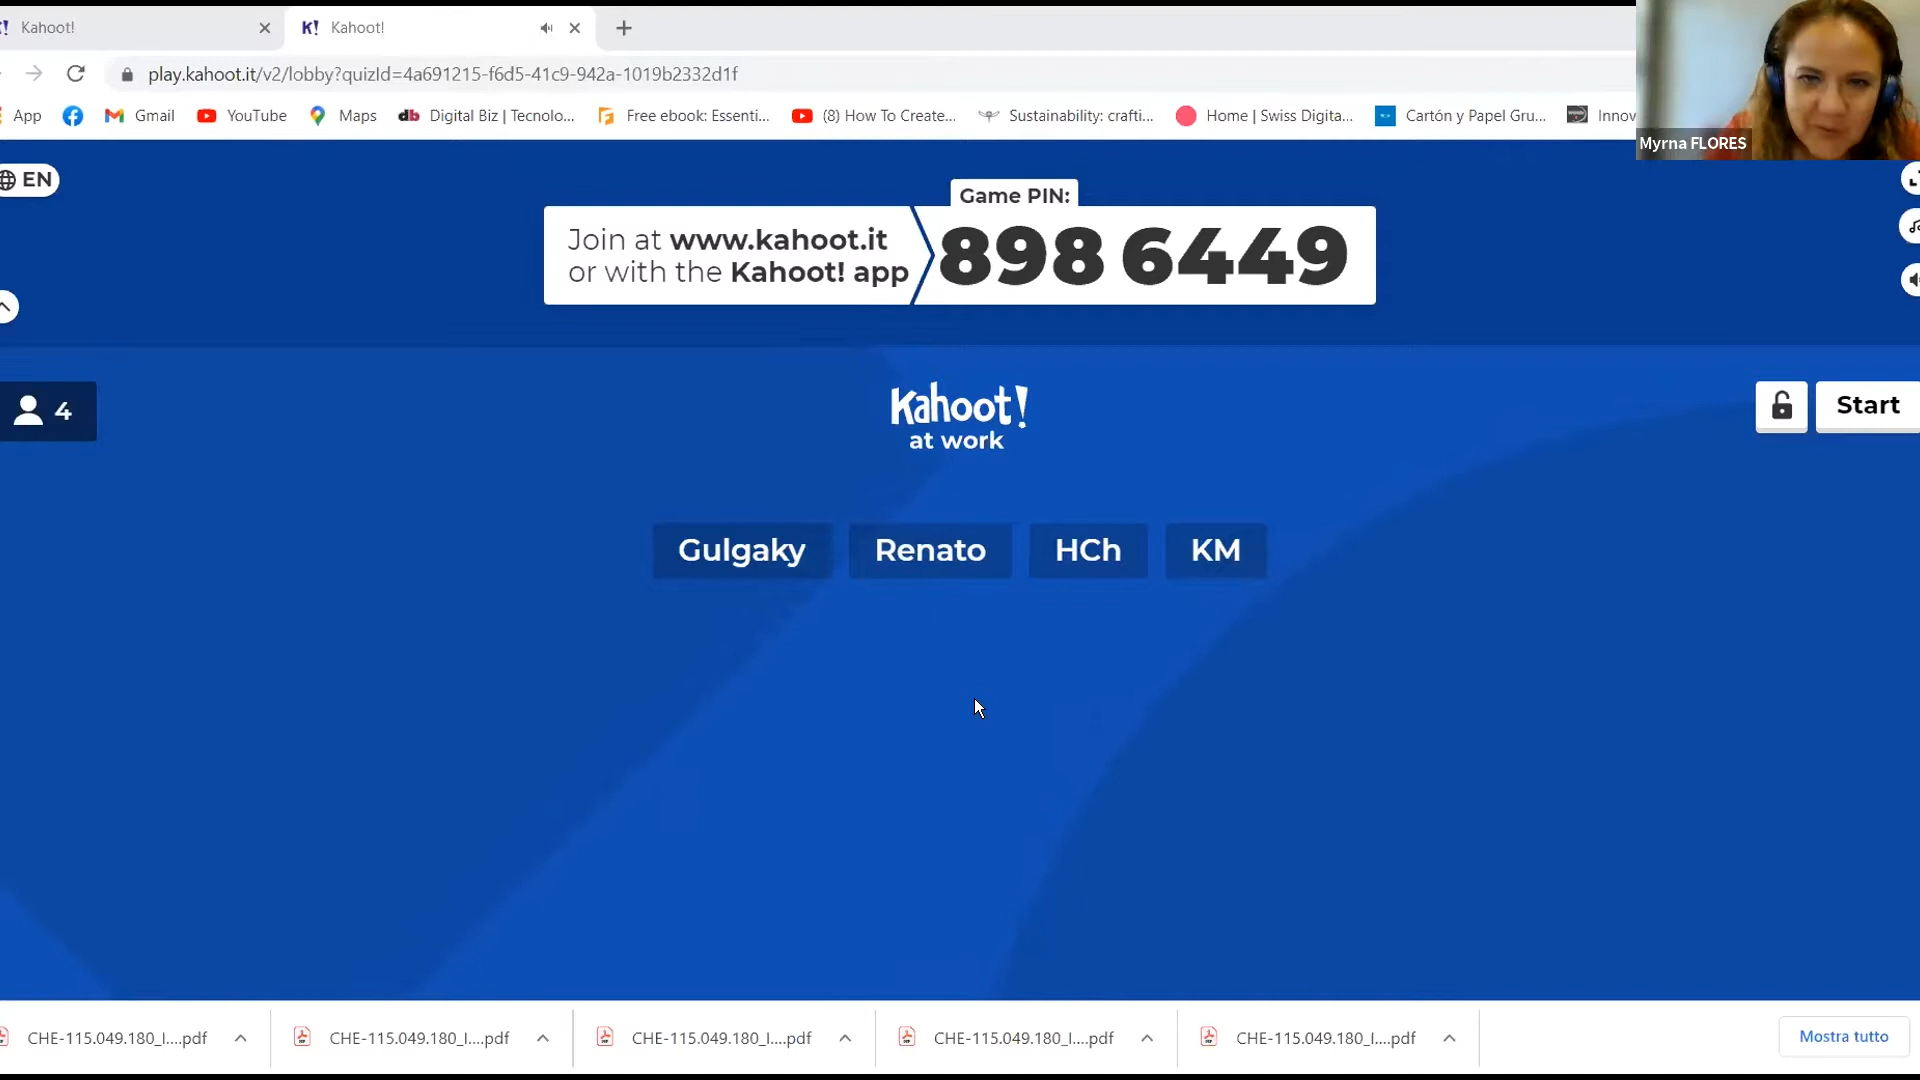 Kahoot!
K! Kahoot!
play.kahoot.it/v2/lobby?quizId=4a691215-f6d5-41c9-942a-1019b2332d1f
App Gmail YouTube Maps db Digital Biz | Tecnolo... Free ebook: Essenti... (8) How To Create... Sustainability: crafti... Home | Swiss Digita... Cartón y Papel Gru... Innov
Myrna FLORES
EN
Game PIN:
Join at www.kahoot.it
or with the Kahoot! app
898 6449
4
Kahoot!
at work
Start
Gulgaky Renato HCh KM
CHE-115.049.180_I....pdf CHE-115.049.180_I....pdf CHE-115.049.180_I....pdf CHE-115.049.180_I....pdf CHE-115.049.180_I....pdf Mostra tutto